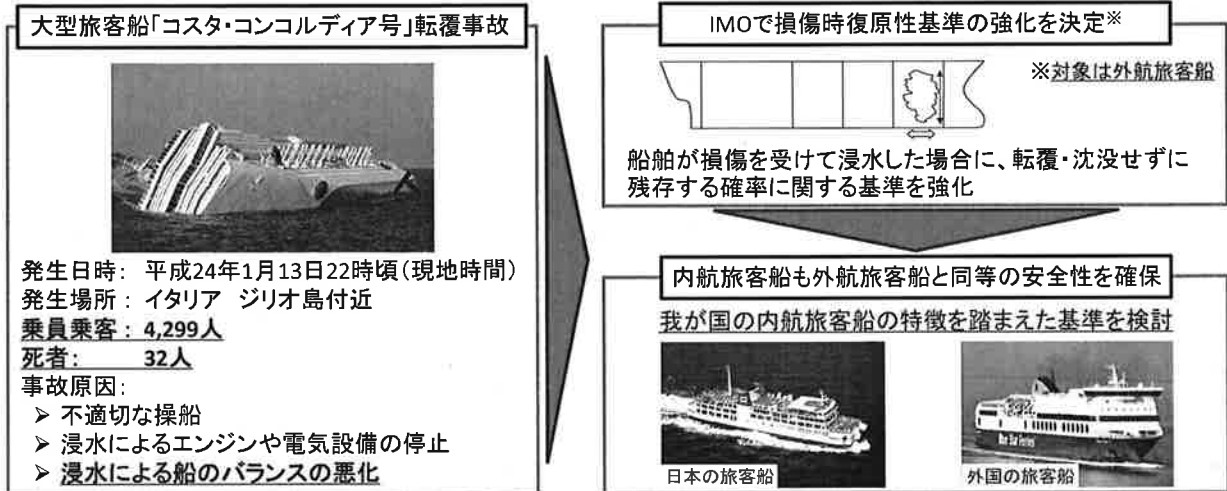 大型旅客船「コスタ・コンコルディア号」転覆事故
発生日時： 平成24年1月13日22時頃（現地時間）
発生場所： イタリア ジリオ島付近
乗員乗客： 4,299人
死者： 32人
事故原因：
➢ 不適切な操船
➢ 浸水によるエンジンや電気設備の停止
➢ 浸水による船のバランスの悪化
IMOで損傷時復原性基準の強化を決定※
※対象は外航旅客船
船舶が損傷を受けて浸水した場合に、転覆・沈没せずに
残存する確率に関する基準を強化
内航旅客船も外航旅客船と同等の安全性を確保
我が国の内航旅客船の特徴を踏まえた基準を検討
日本の旅客船
外国の旅客船